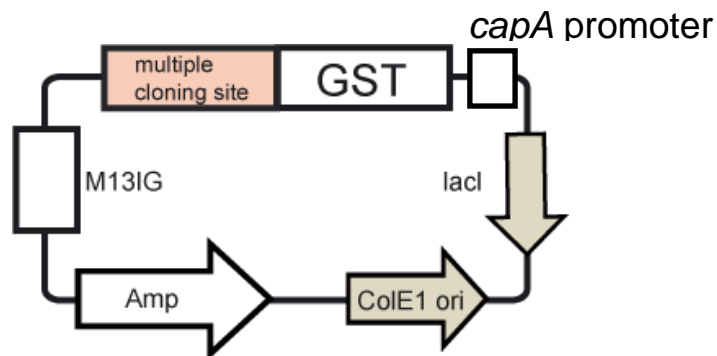 capA promoter
multiple
cloning site
GST
M13IG
lacI
Amp
ColE1 ori